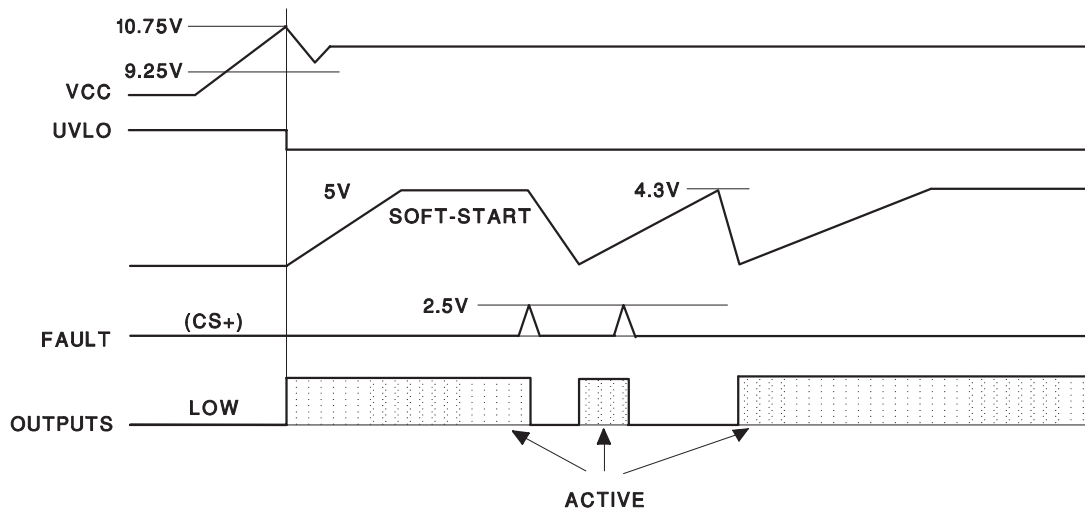 10.75V
9.25V
VCC
UVLO
5V
4.3V
SOFT-START
2.5V
(CS+)
FAULT
LOW
OUTPUTS
ACTIVE